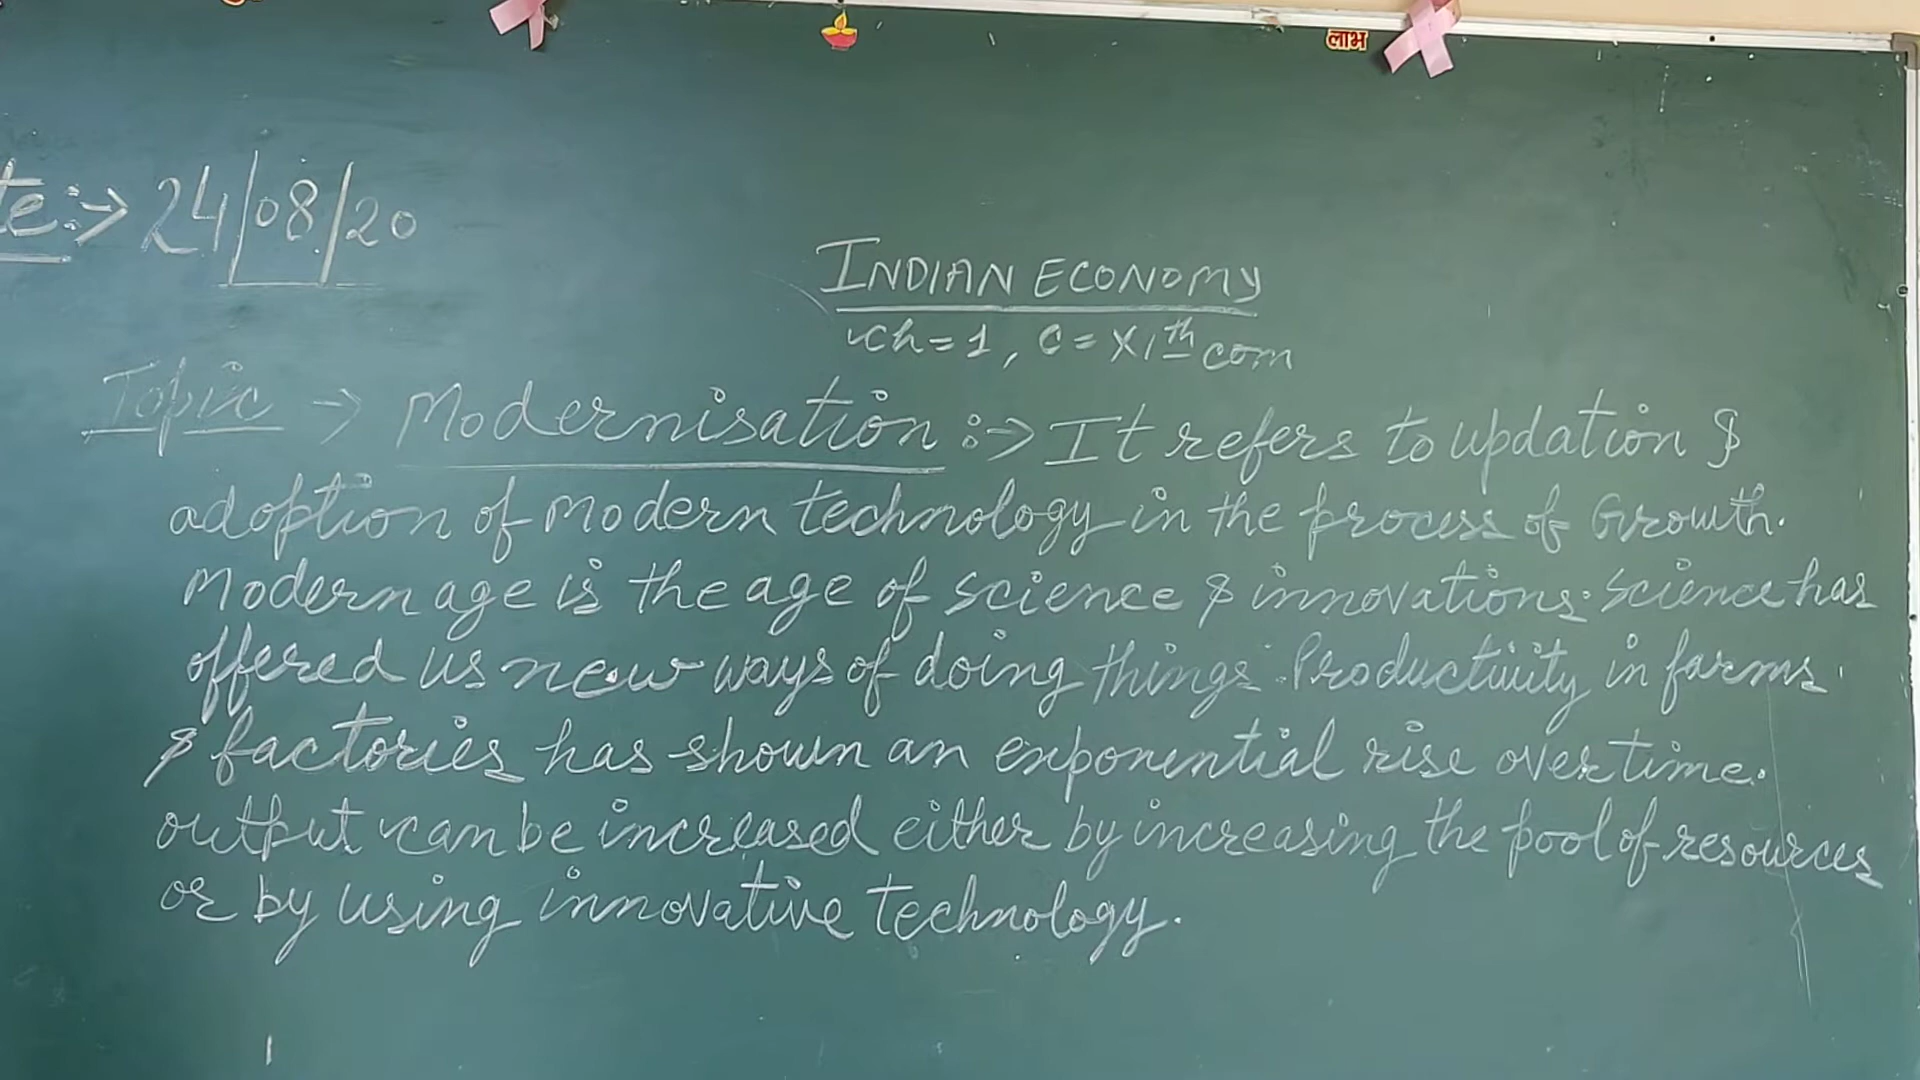 लाभ
te:-> 24/08/20
INDIAN ECONOMY
Ch=1, C=XIth com
Topic -> Modernisation :-> It refers to updation &
adoption of modern technology in the process of Growth.
Modern age is the age of science & innovations. Science has
offered us new ways of doing things. Productivity in farms
& factories has shown an exponential rise over time.
output can be increased either by increasing the pool of resources
or by using innovative technology.